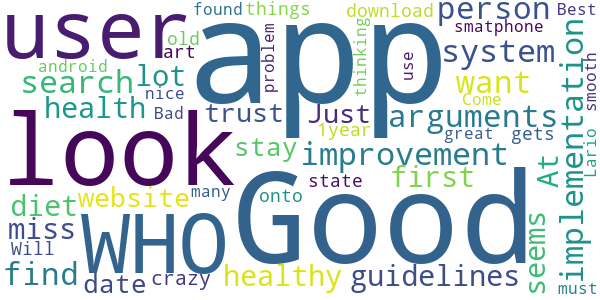 user
app
found
things
download
person
Best
old
art
problem
thinking
smatphone
android
search
lot
use
system
implementation
smooth
nice
health
Bad
trust
Just
want
Come
1year
arguments
great
gets
At
Lario
look
stay
improvement
first
seems
diet
website
WHO
Good
state
many
onto
miss
Will
find
date
crazy
healthy
guidelines
must